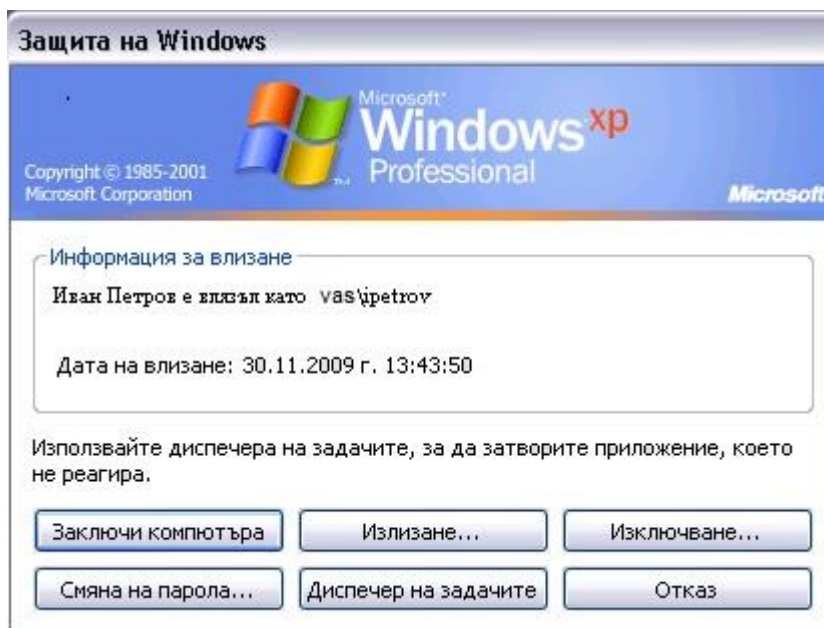 Защита на Windows
Microsoft®
Windows xp
Professional
Copyright © 1985-2001
Microsoft Corporation
Microsoft
Информация за влизане
Иван Петров е влязъл като vas\ipetrov
Дата на влизане: 30.11.2009 г. 13:43:50
Използвайте диспечера на задачите, за да затворите приложение, което
не реагира.
Заключи компютъра Излизане... Изключване...
Смяна на парола... Диспечер на задачите Отказ